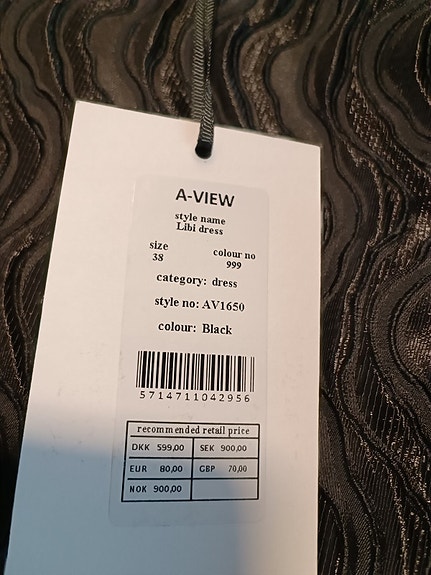 A-VIEW
style name
Libi dress
size colour no
38 999
category: dress
style no: AV1650
colour: Black
5714711042956
recommended retail price
DKK 599,00 SEK 900,00
EUR 80,00 GBP 70,00
NOK 900,00